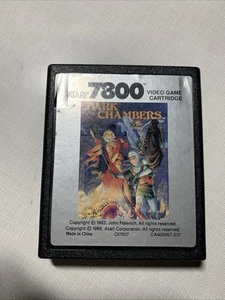 ATARI 7800 VIDEO GAME
CARTRIDGE
DARK
CHAMBERS
Copyright © 1983, John Palevich. All rights reserved.
Copyright © 1988, Atari Corporation. All rights reserved.
Made in China CX7837